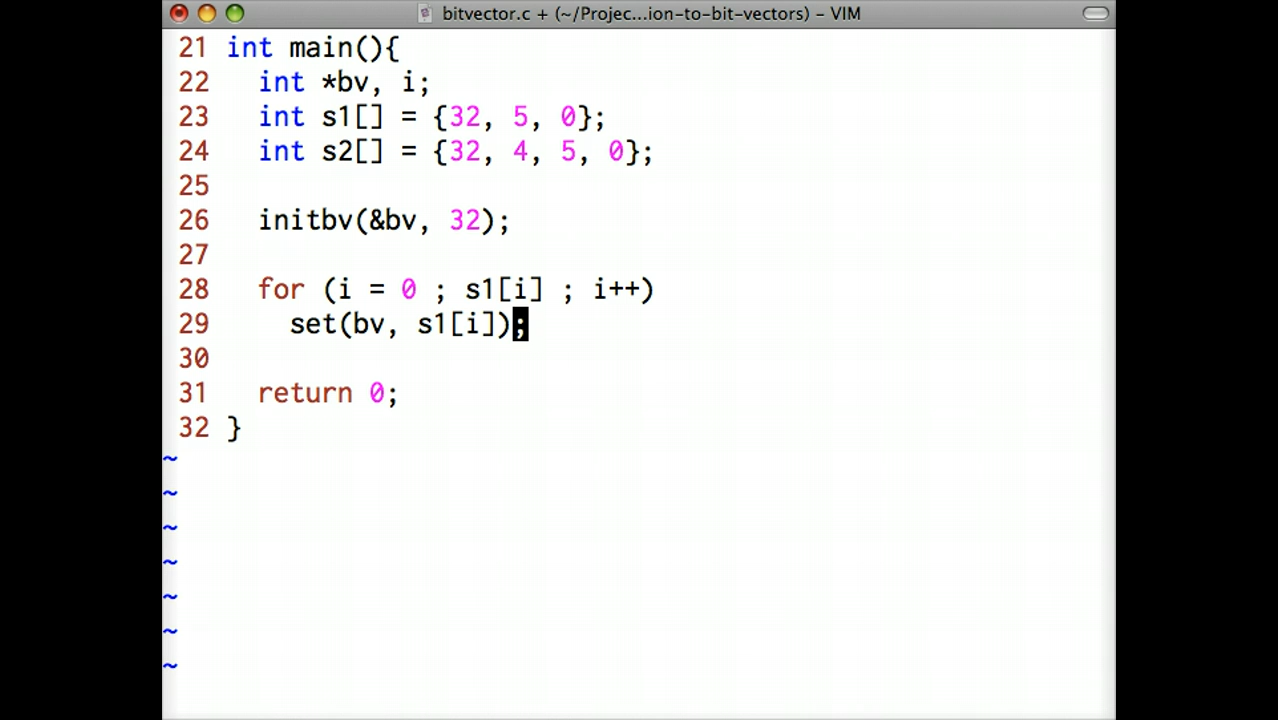 bitvector.c + (~/Projec...ion-to-bit-vectors) – VIM
21 int main(){
22   int *bv, i;
23   int s1[] = {32, 5, 0};
24   int s2[] = {32, 4, 5, 0};
25
26   initbv(&bv, 32);
27
28   for (i = 0 ; s1[i] ; i++)
29     set(bv, s1[i]);
30
31   return 0;
32 }
~
~
~
~
~
~
~